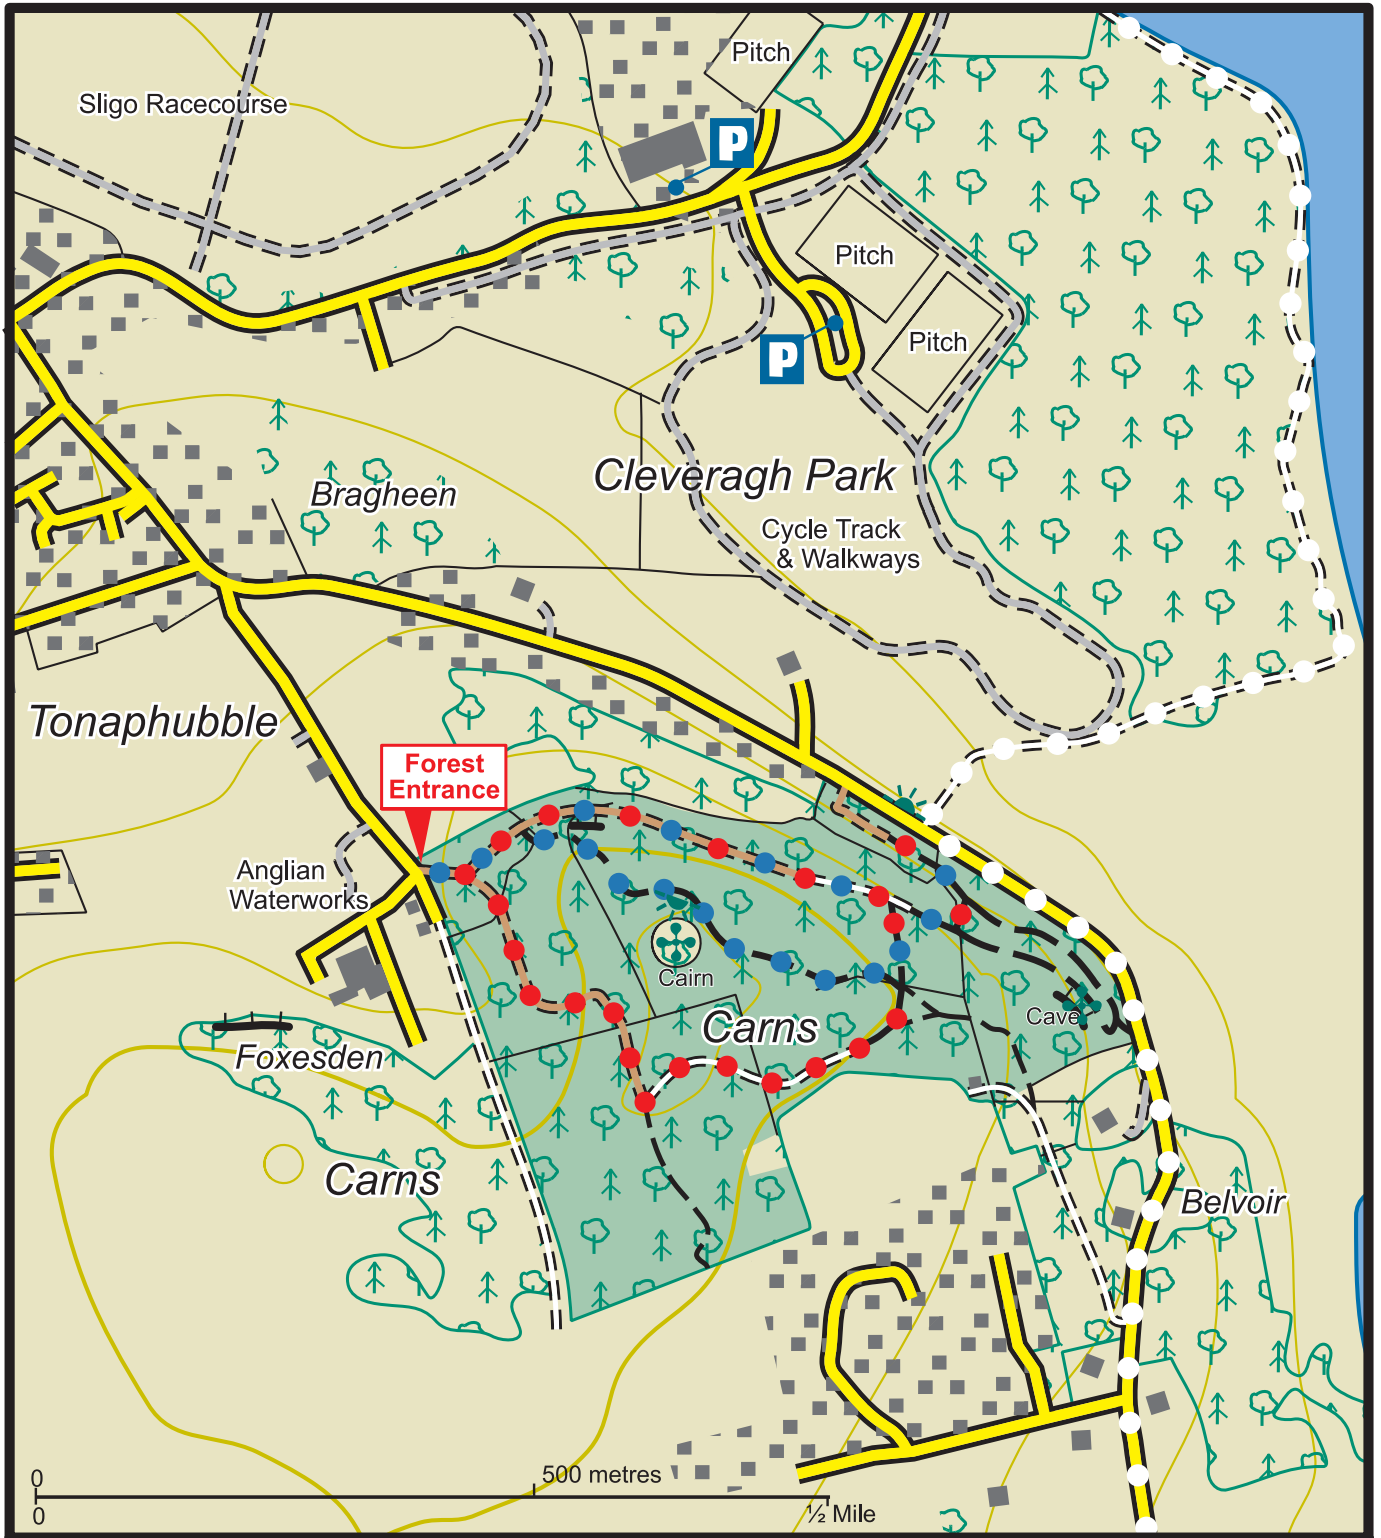 Pitch
Sligo Racecourse
P
Pitch
Pitch
P
Cleveragh Park
Bragheen
Cycle Track
& Walkways
Tonaphubble
Forest
Entrance
Anglian
Waterworks
Cairn
Carns
Cave
Foxesden
Carns
Belvoir
0
500 metres
0
½ Mile